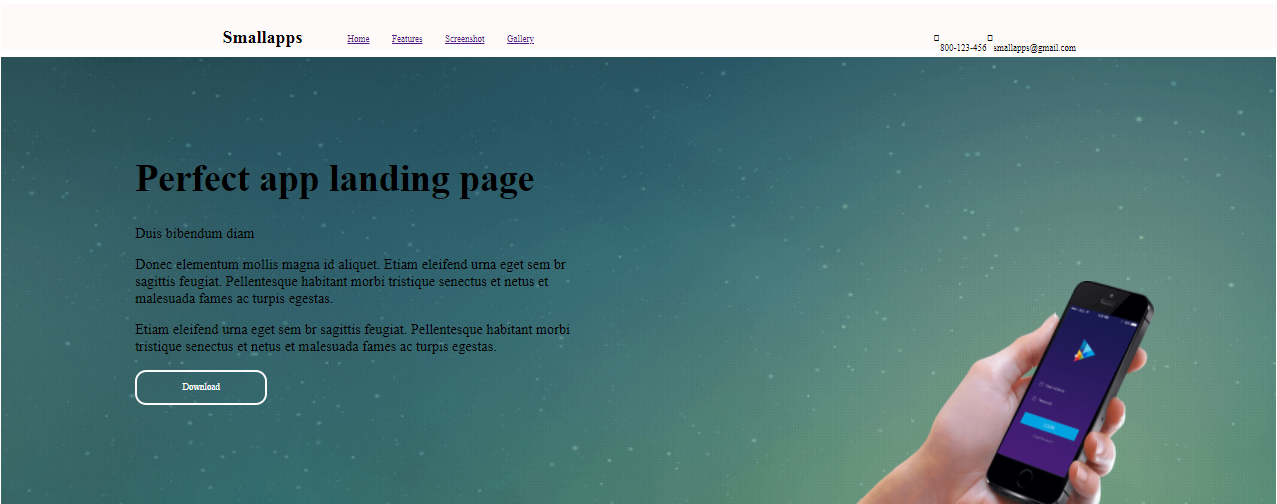 Smallapps Home Features Screenshot Gallery
800-123-456 smallapps@gmail.com
Perfect app landing page
Duis bibendum diam
Donec elementum mollis magna id aliquet. Etiam eleifend urna eget sem br
sagittis feugiat. Pellentesque habitant morbi tristique senectus et netus et
malesuada fames ac turpis egestas.
Etiam eleifend urna eget sem br sagittis feugiat. Pellentesque habitant morbi
tristique senectus et netus et malesuada fames ac turpis egestas.
Download